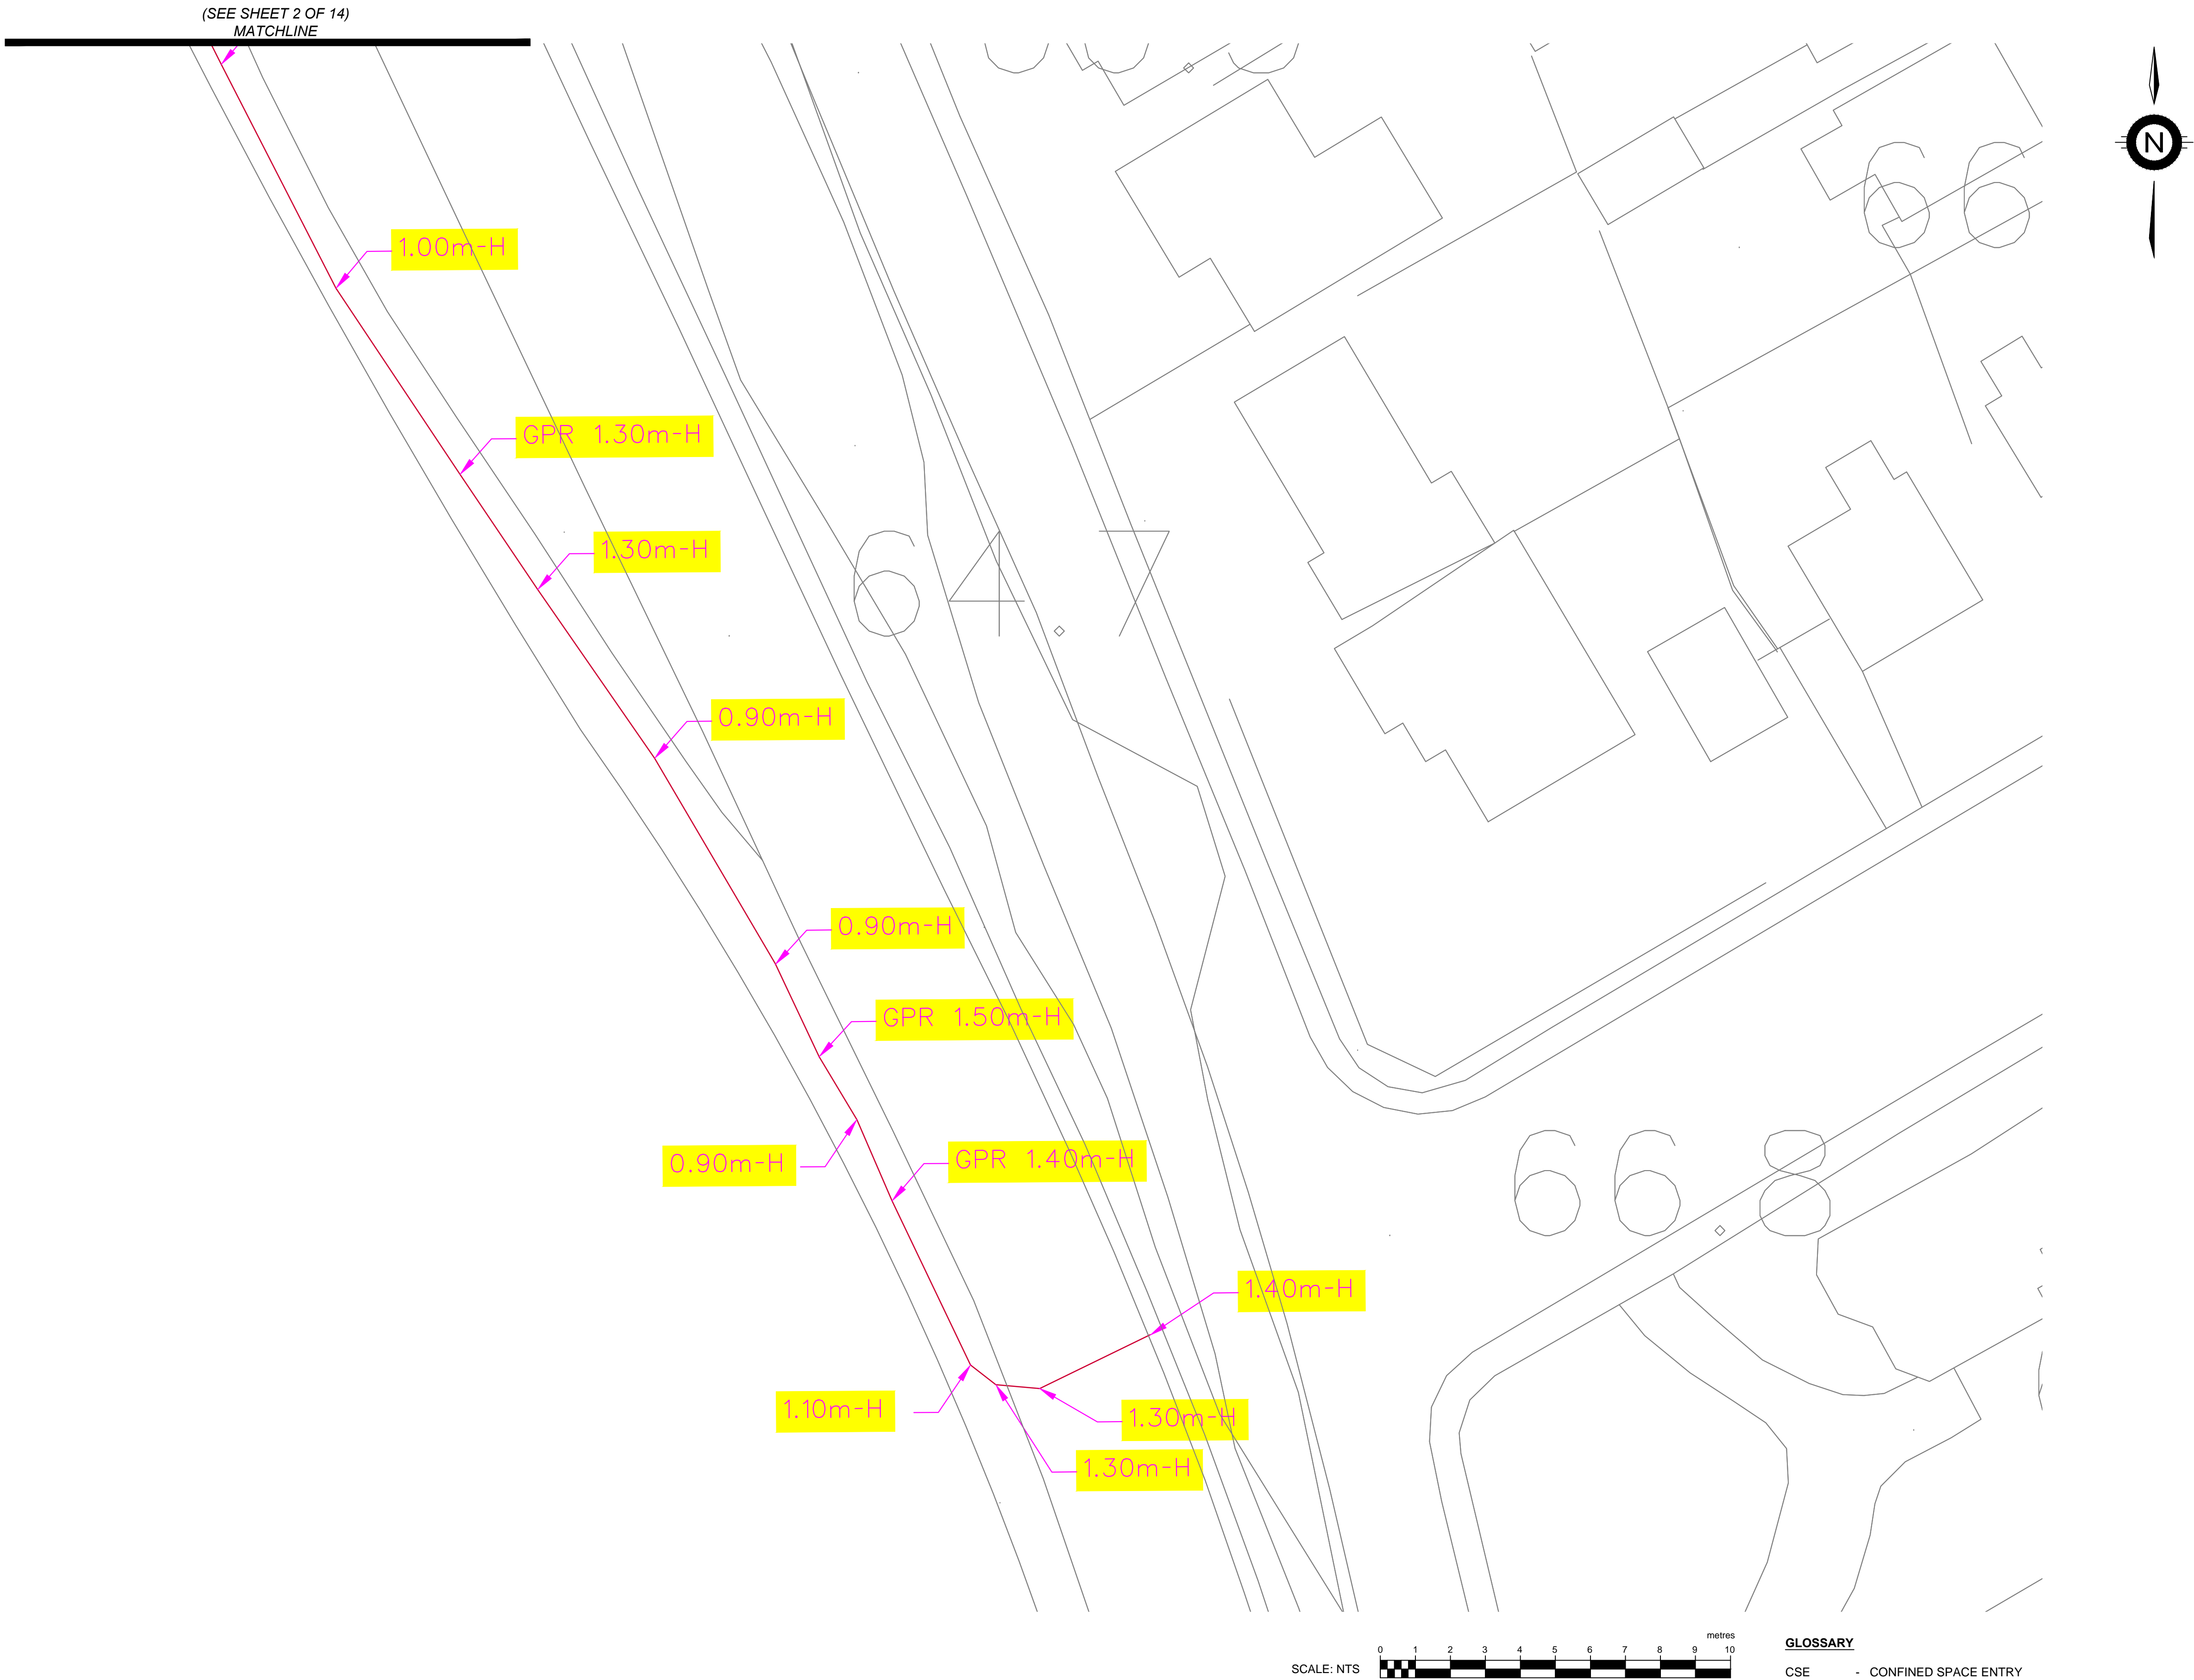 (SEE SHEET 2 OF 14)
MATCHLINE
N
66
1.00m-H
GPR 1.30m-H
1.30m-H
647
0.90m-H
0.90m-H
GPR 1.50m-H
0.90m-H
GPR 1.40m-H
668
1.40m-H
1.10m-H
1.30m-H
1.30m-H
metres
0 1 2 3 4 5 6 7 8 9 10
SCALE: NTS
GLOSSARY
CSE - CONFINED SPACE ENTRY